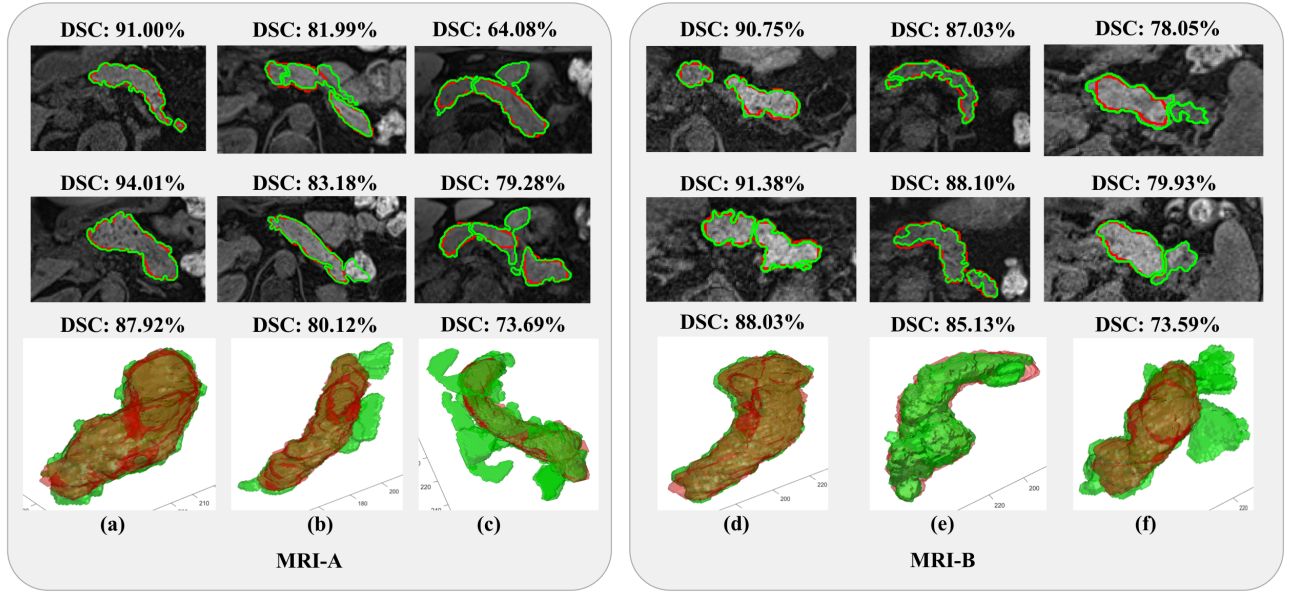 DSC: 91.00% DSC: 81.99% DSC: 64.08%
DSC: 94.01% DSC: 83.18% DSC: 79.28%
DSC: 87.92% DSC: 80.12% DSC: 73.69%
210
180 200
220
200
(a) (b) (c)
MRI-A
DSC: 90.75% DSC: 87.03% DSC: 78.05%
DSC: 91.38% DSC: 88.10% DSC: 79.93%
DSC: 88.03% DSC: 85.13% DSC: 73.59%
200 220
220 200
220
(d) (e) (f)
MRI-B